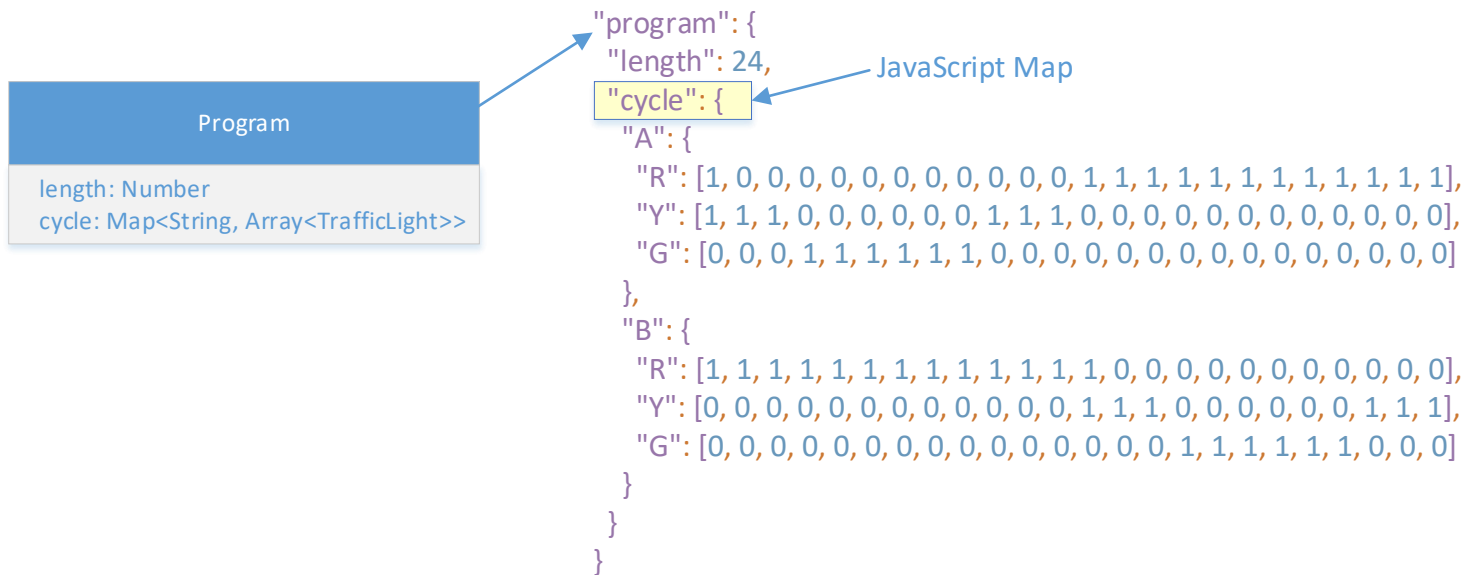 "program": {
"length": 24,
JavaScript Map
"cycle": {
Program
"A": {
length: Number
"R": [1, 0, 0, 0, 0, 0, 0, 0, 0, 0, 0, 0, 1, 1, 1, 1, 1, 1, 1, 1, 1, 1, 1, 1],
cycle: Map<String, Array<TrafficLight>>
"Y": [1, 1, 1, 0, 0, 0, 0, 0, 0, 1, 1, 1, 0, 0, 0, 0, 0, 0, 0, 0, 0, 0, 0, 0],
"G": [0, 0, 0, 1, 1, 1, 1, 1, 1, 0, 0, 0, 0, 0, 0, 0, 0, 0, 0, 0, 0, 0, 0, 0]
},
"B": {
"R": [1, 1, 1, 1, 1, 1, 1, 1, 1, 1, 1, 1, 1, 0, 0, 0, 0, 0, 0, 0, 0, 0, 0, 0],
"Y": [0, 0, 0, 0, 0, 0, 0, 0, 0, 0, 0, 0, 1, 1, 1, 0, 0, 0, 0, 0, 0, 1, 1, 1],
"G": [0, 0, 0, 0, 0, 0, 0, 0, 0, 0, 0, 0, 0, 0, 0, 1, 1, 1, 1, 1, 1, 0, 0, 0]
}
}
}